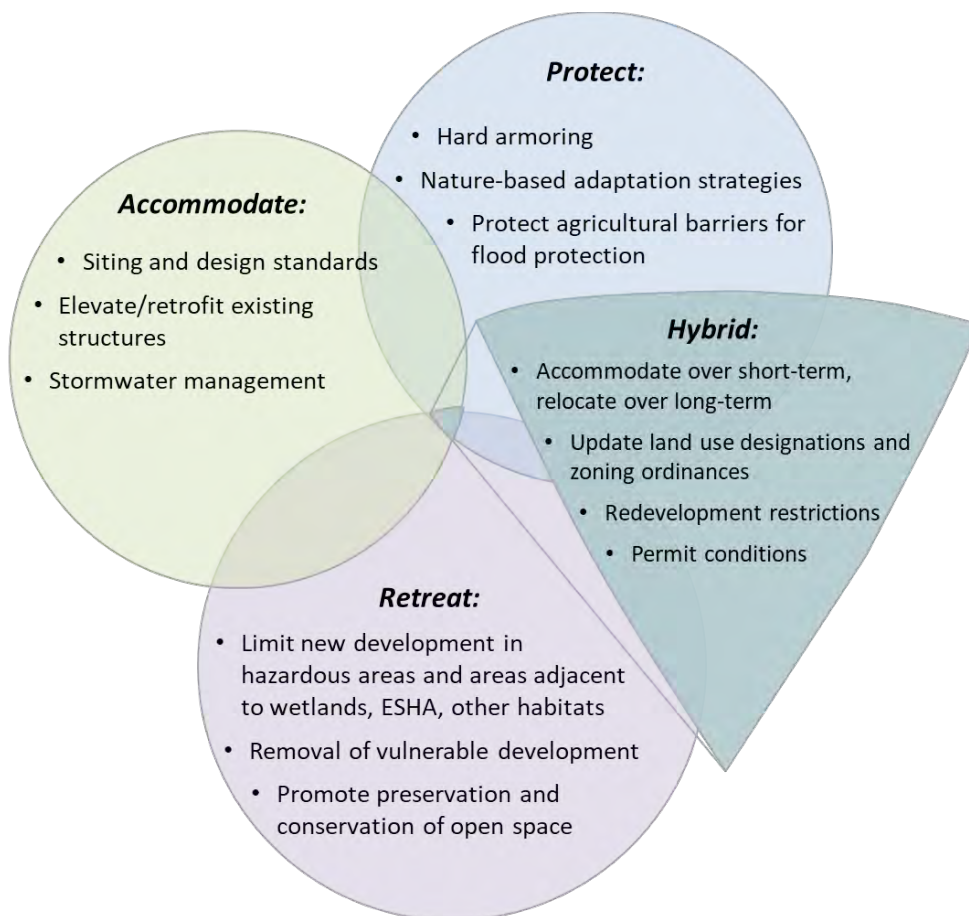 Protect:
• Hard armoring
• Nature-based adaptation strategies
• Protect agricultural barriers for
flood protection
Accommodate:
• Siting and design standards
• Elevate/retrofit existing
structures
• Stormwater management
Hybrid:
• Accommodate over short-term,
relocate over long-term
• Update land use designations and
zoning ordinances
• Redevelopment restrictions
• Permit conditions
Retreat:
• Limit new development in
hazardous areas and areas adjacent
to wetlands, ESHA, other habitats
• Removal of vulnerable development
• Promote preservation and
conservation of open space